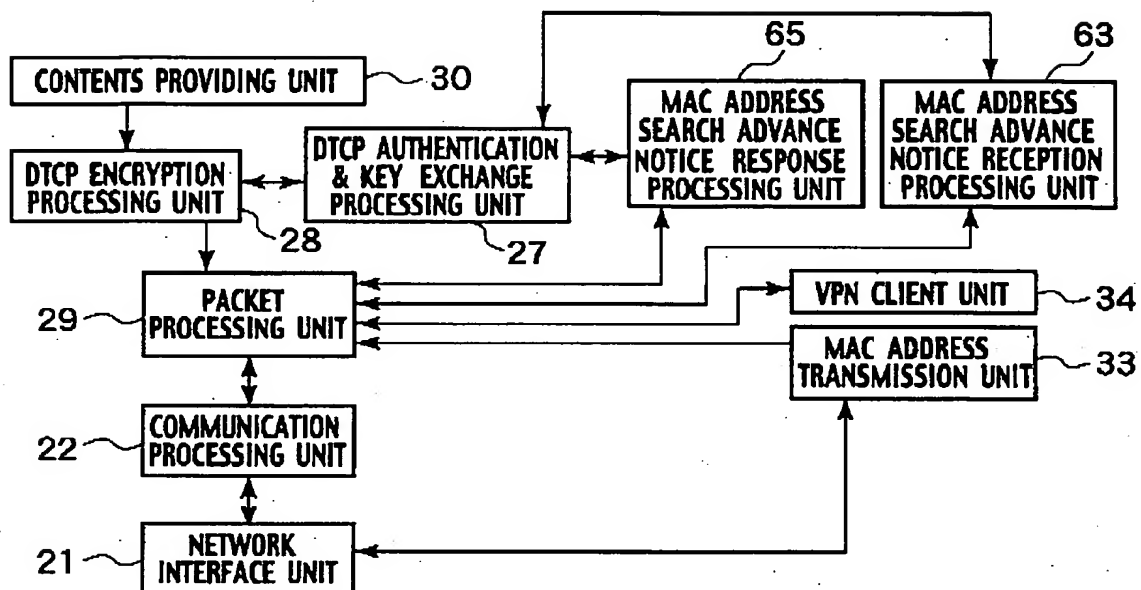 65
63
CONTENTS PROVIDING UNIT
30
MAC ADDRESS
SEARCH ADVANCE
NOTICE RESPONSE
PROCESSING UNIT
MAC ADDRESS
SEARCH ADVANCE
NOTICE RECEPTION
PROCESSING UNIT
DTCP ENCRYPTION
PROCESSING UNIT
28
DTCP AUTHENTICATION
& KEY EXCHANGE
PROCESSING UNIT
27
29
PACKET
PROCESSING UNIT
VPN CLIENT UNIT
34
MAC ADDRESS
TRANSMISSION UNIT
33
22
COMMUNICATION
PROCESSING UNIT
21
NETWORK
INTERFACE UNIT